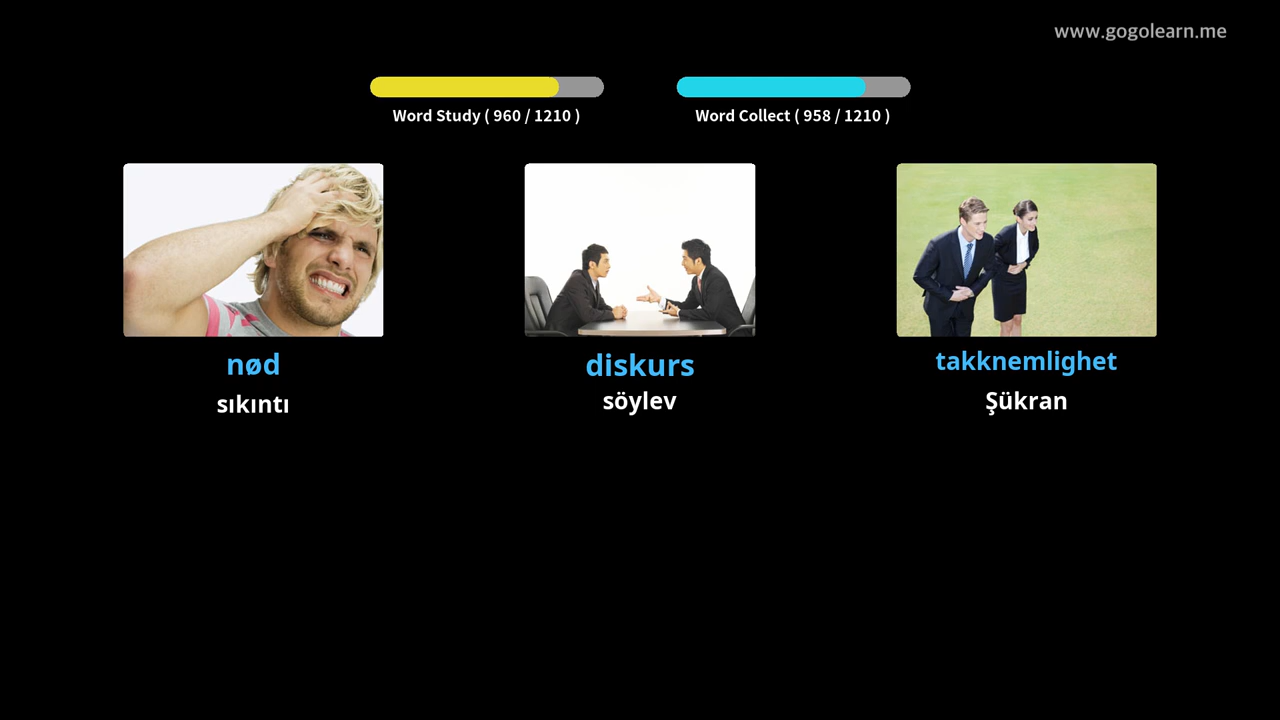 www.gogolearn.me
Word Study ( 960 / 1210 )
Word Collect ( 958 / 1210 )
nød
diskurs
takknemlighet
sıkıntı
söylev
Şükran